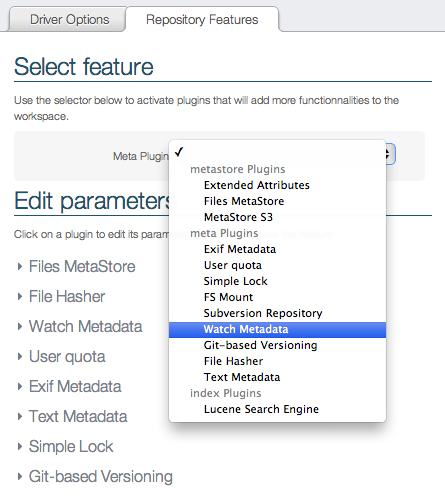 Driver Options
Repository Features
Select feature
Use the selector below to activate plugins that will add more functionnalities to the
workspace.
Meta Plugin
metastore Plugins
Extended Attributes
Files MetaStore
MetaStore S3
meta Plugins
Exif Metadata
User quota
Simple Lock
FS Mount
Subversion Repository
Watch Metadata
Git-based Versioning
File Hasher
Text Metadata
index Plugins
Lucene Search Engine
Edit parameters
Click on a plugin to edit its
Files MetaStore
File Hasher
Watch Metadata
User quota
Exif Metadata
Text Metadata
Simple Lock
Git-based Versioning